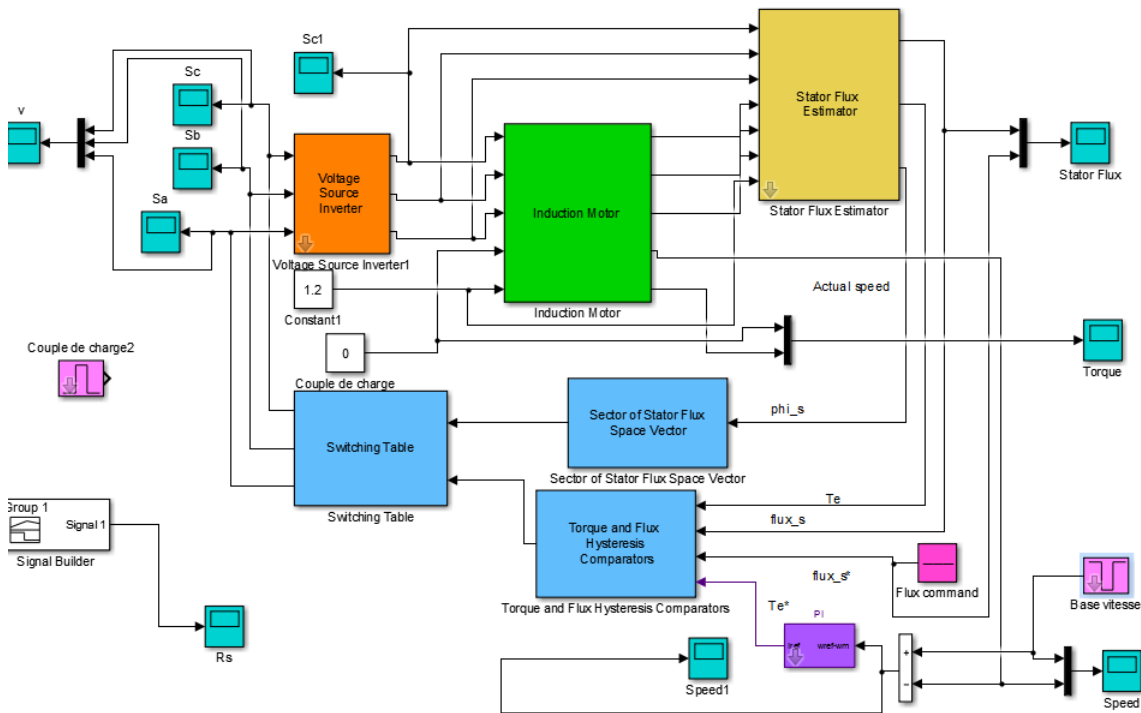 Sc1
Sc
v
Sb
Sa
Voltage
Source
Inverter
Voltage Source Inverter1
Induction Motor
Induction Motor
Stator Flux
Estimator
Stator Flux Estimator
Stator Flux
1.2
Constant1
Actual speed
0
Couple de charge
Couple de charge2
Torque
Switching Table
Switching Table
Sector of Stator Flux
Space Vector
Sector of Stator Flux Space Vector
phi_s
Group 1
Signal 1
Signal Builder
Torque and Flux
Hysteresis
Comparators
Torque and Flux Hysteresis Comparators
Te
flux_s
flux_s*
Flux command
Te*
PI
wref-wm
Base vitesse
+
−
Rs
Speed1
Speed